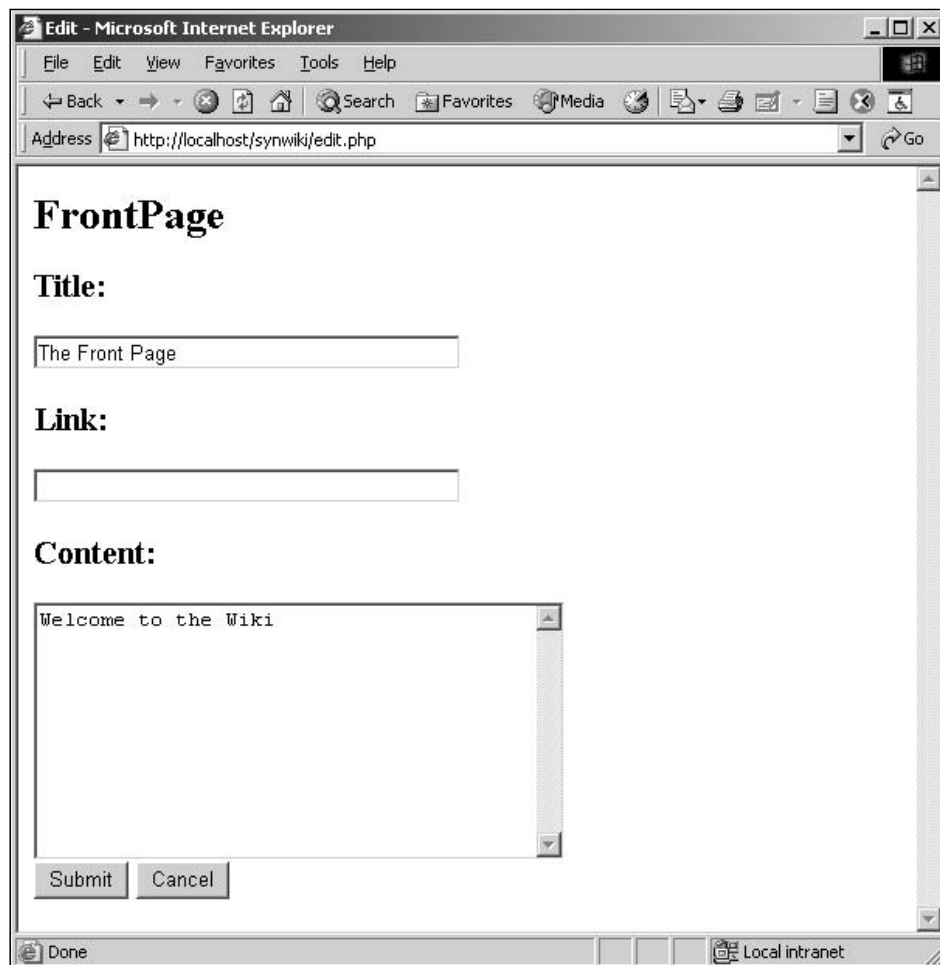 Edit - Microsoft Internet Explorer
File Edit View Favorites Tools Help
Back Search Favorites Media
Address http://localhost/synwiki/edit.php Go
FrontPage
Title:
The Front Page
Link:
Content:
Welcome to the Wiki
Submit Cancel
Done Local intranet